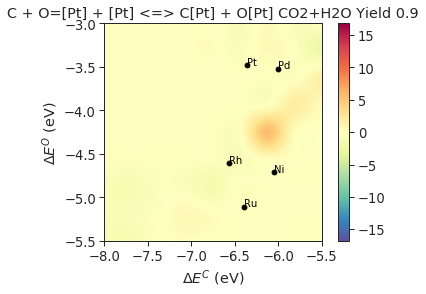 C + O=[Pt] + [Pt] <=> C[Pt] + O[Pt] CO2+H2O Yield 0.9
−3.0
−3.5
−4.0
−4.5
−5.0
−5.5
ΔE^O (eV)
Pt
Pd
Rh
Ni
Ru
−8.0 −7.5 −7.0 −6.5 −6.0 −5.5
ΔE^C (eV)
15
10
5
0
−5
−10
−15